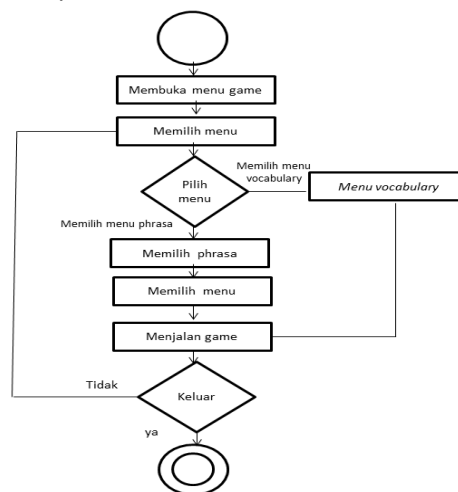 Membuka menu game
Memilih menu
Pilih
menu
Memilih menu
vocabulary
Menu vocabulary
Memilih menu phrasa
Memilih phrasa
Memilih menu
Menjalan game
Tidak
Keluar
ya